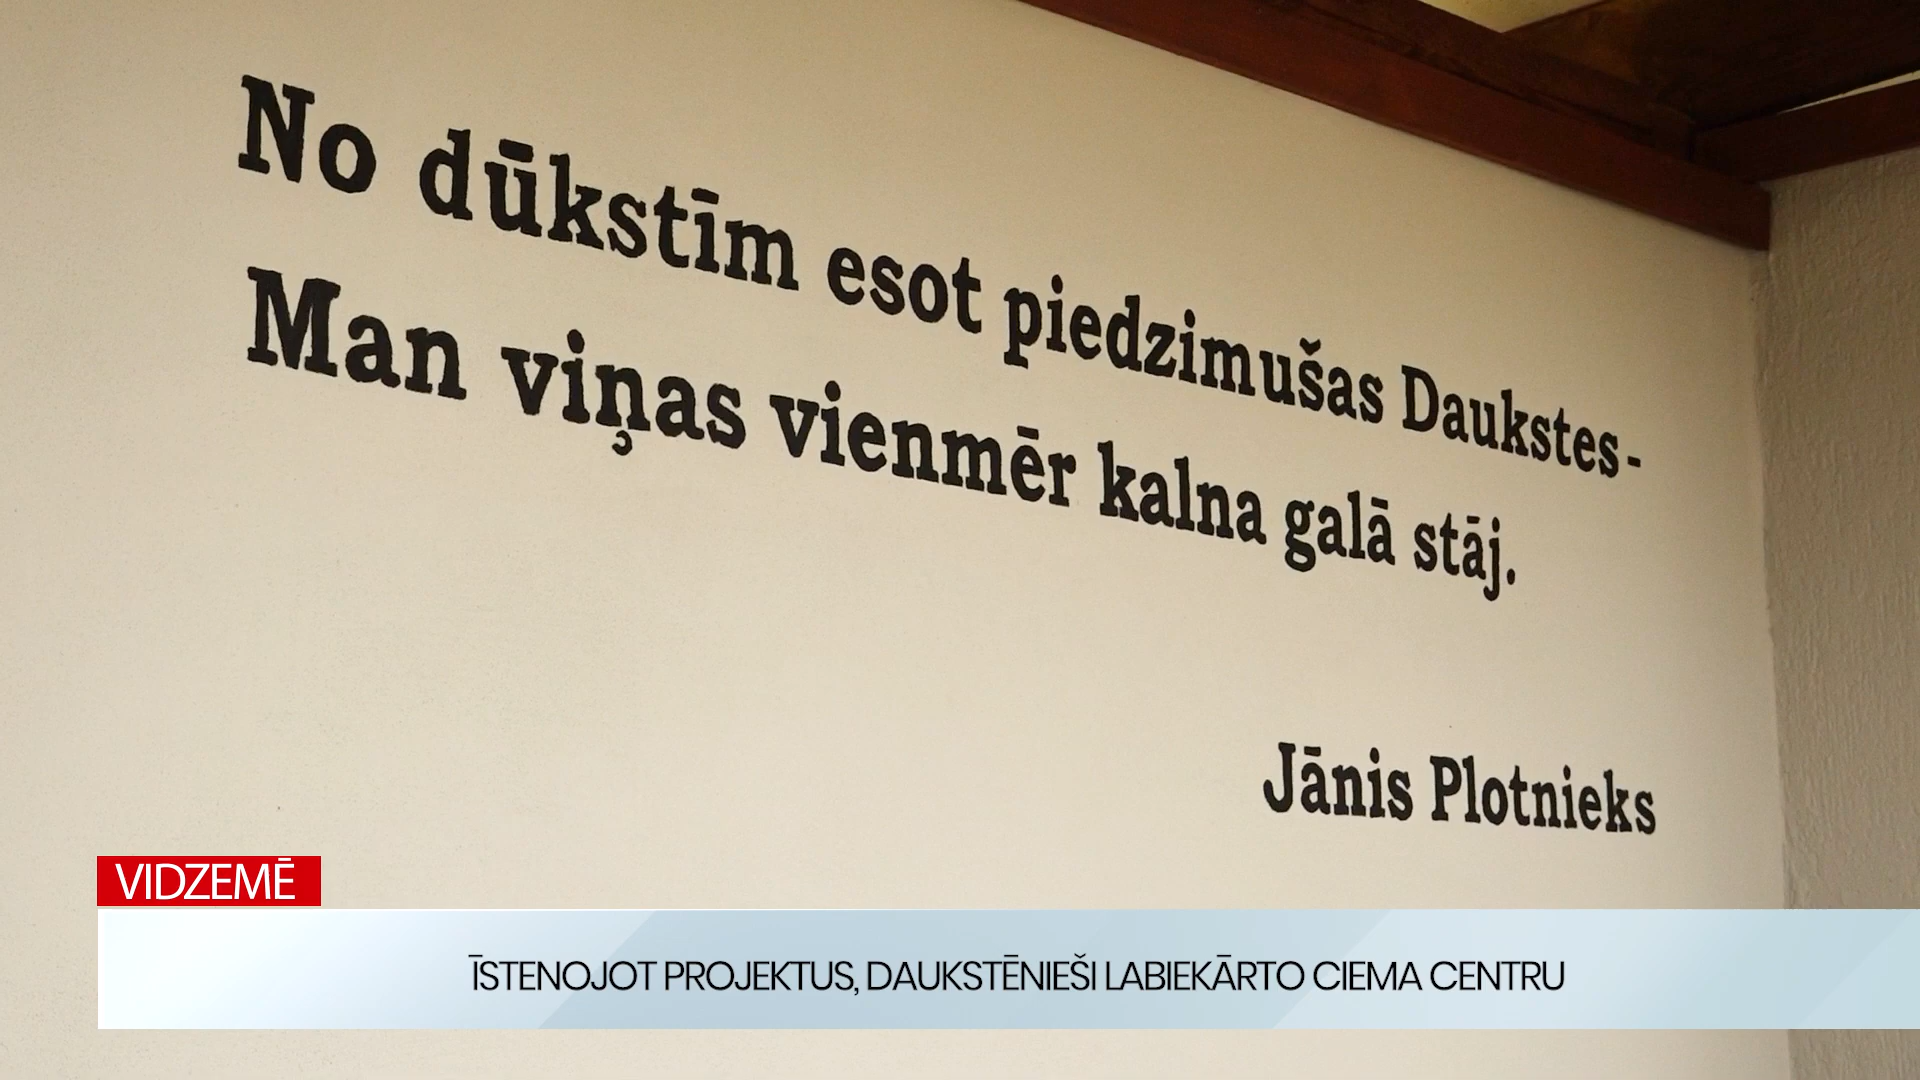 No dūkstīm esot piedzimušas Daukstes-
Man viņas vienmēr kalna galā stāj.
Jānis Plotnieks
VIDZEMĒ
ĪSTENOJOT PROJEKTUS, DAUKSTĒNIEŠI LABIEKĀRTO CIEMA CENTRU